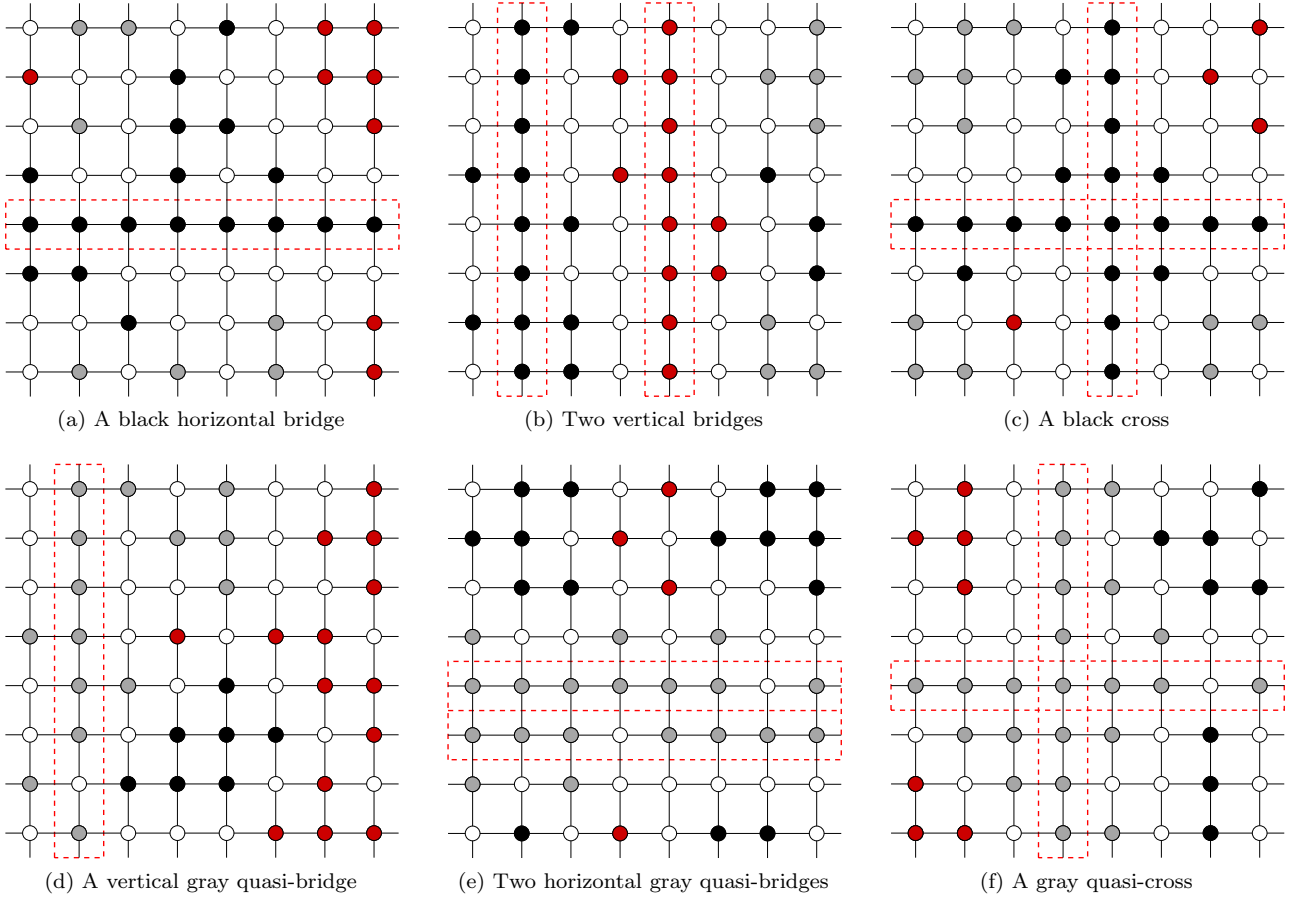 (a) A black horizontal bridge
(b) Two vertical bridges
(c) A black cross
(d) A vertical gray quasi-bridge
(e) Two horizontal gray quasi-bridges
(f) A gray quasi-cross